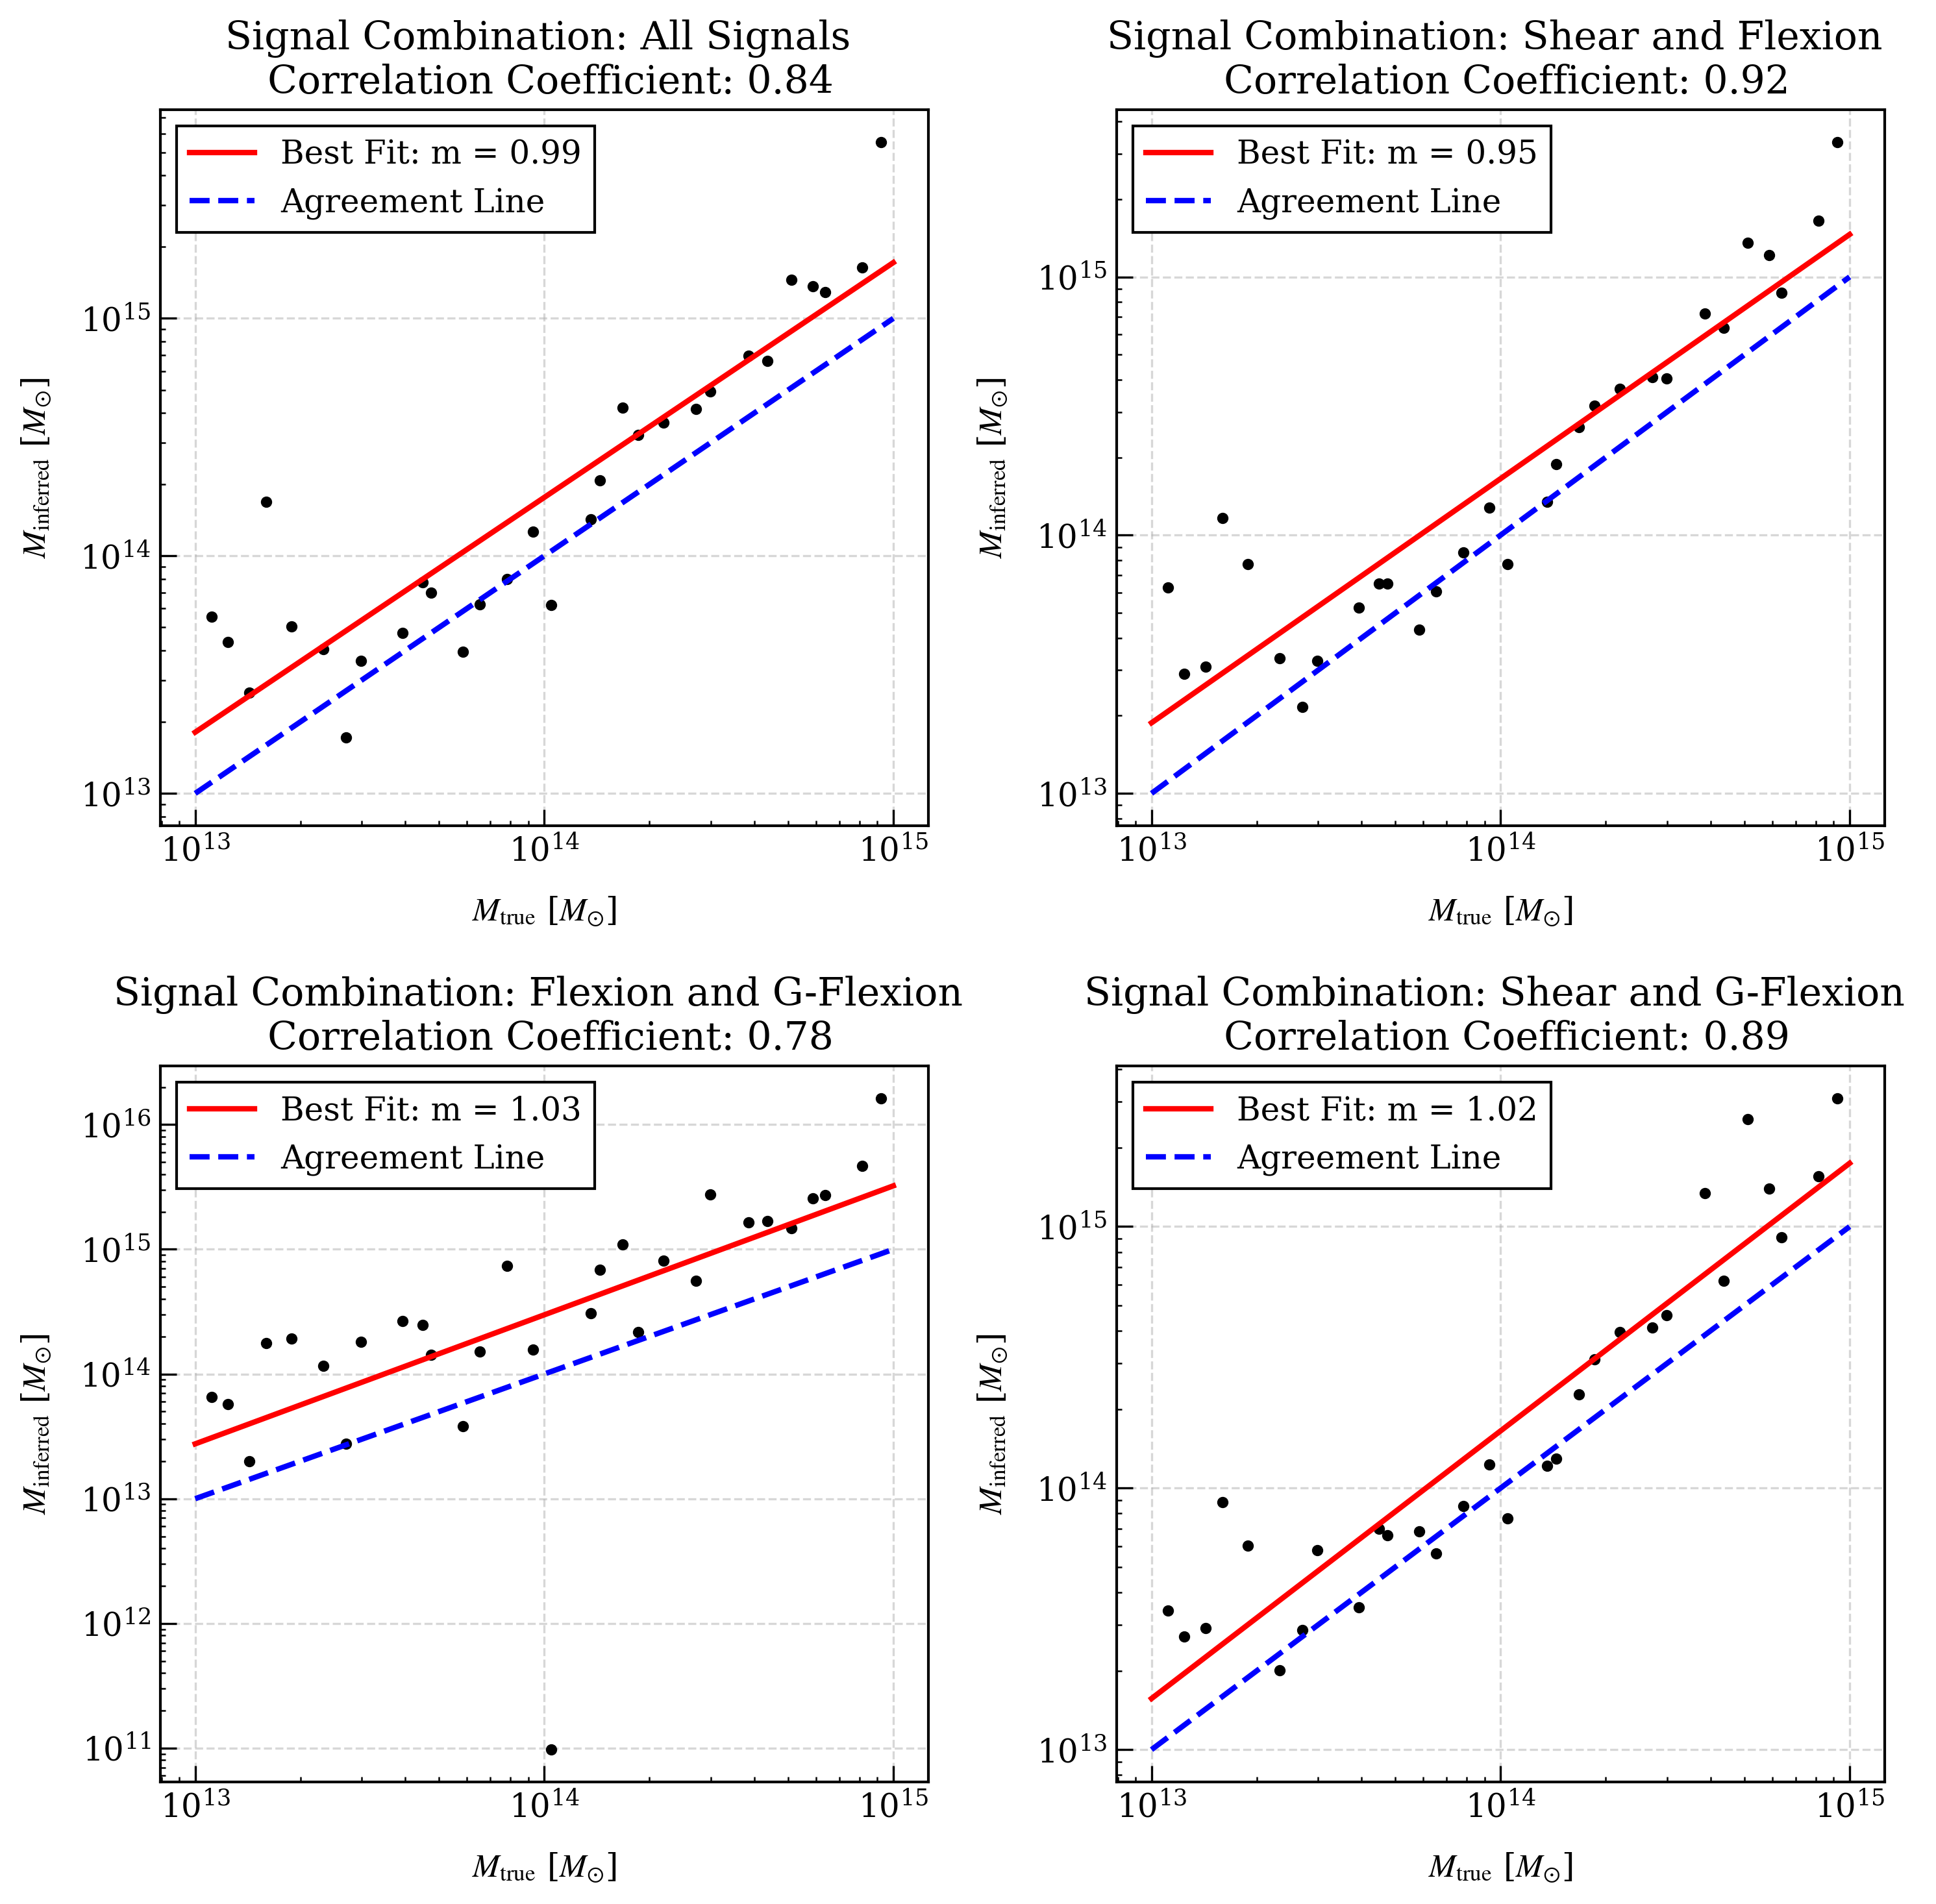 Signal Combination: All Signals
Correlation Coefficient: 0.84
Best Fit: m = 0.99
Agreement Line
10^15
10^14
10^13
M_inferred [M_⊙]
10^13 10^14 10^15
M_true [M_⊙]
Signal Combination: Shear and Flexion
Correlation Coefficient: 0.92
Best Fit: m = 0.95
Agreement Line
10^15
10^14
10^13
M_inferred [M_⊙]
10^13 10^14 10^15
M_true [M_⊙]
Signal Combination: Flexion and G-Flexion
Correlation Coefficient: 0.78
Best Fit: m = 1.03
Agreement Line
10^16
10^15
10^14
10^13
10^12
10^11
M_inferred [M_⊙]
10^13 10^14 10^15
M_true [M_⊙]
Signal Combination: Shear and G-Flexion
Correlation Coefficient: 0.89
Best Fit: m = 1.02
Agreement Line
10^15
10^14
10^13
M_inferred [M_⊙]
10^13 10^14 10^15
M_true [M_⊙]